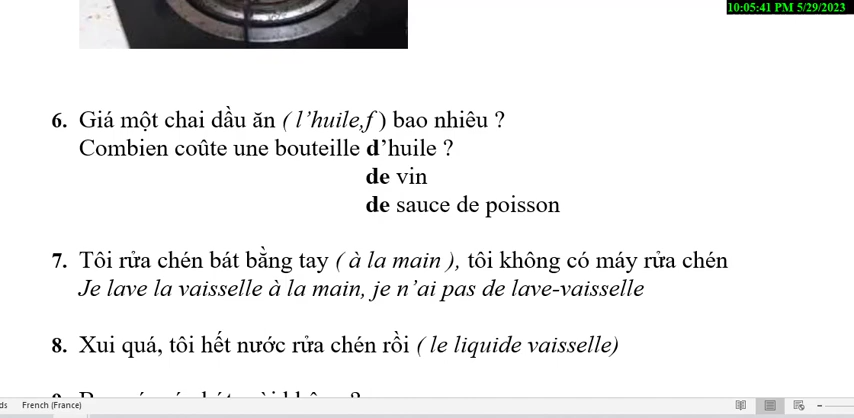 10:05:41 PM 5/29/2023
6. Giá một chai dầu ăn ( l’huile,f ) bao nhiêu ?
Combien coûte une bouteille d’huile ?
de vin
de sauce de poisson
7. Tôi rửa chén bát bằng tay ( à la main ), tôi không có máy rửa chén
Je lave la vaisselle à la main, je n’ai pas de lave-vaisselle
8. Xui quá, tôi hết nước rửa chén rồi ( le liquide vaisselle)
ds French (France)